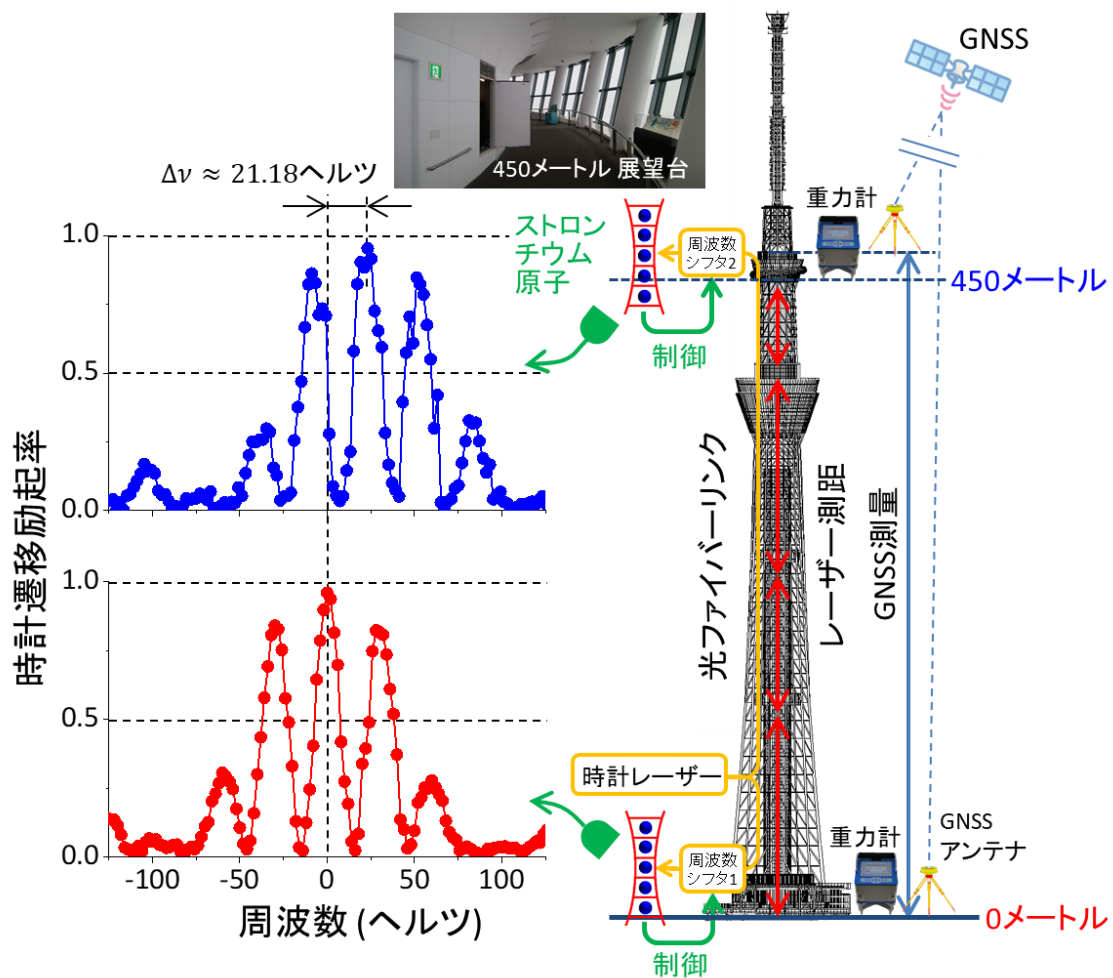 GNSS
450メートル 展望台
Δν ≈ 21.18ヘルツ
重力計
ストロン
チウム
原子
周波数
シフタ2
450メートル
制御
1.0
0.5
0.0
時計遷移励起率
光ファイバーリンク
レーザー測距
GNSS測量
1.0
0.5
0.0
時計レーザー
重力計
GNSS
アンテナ
周波数
シフタ1
-100
-50
0
50
100
周波数 (ヘルツ)
0メートル
制御